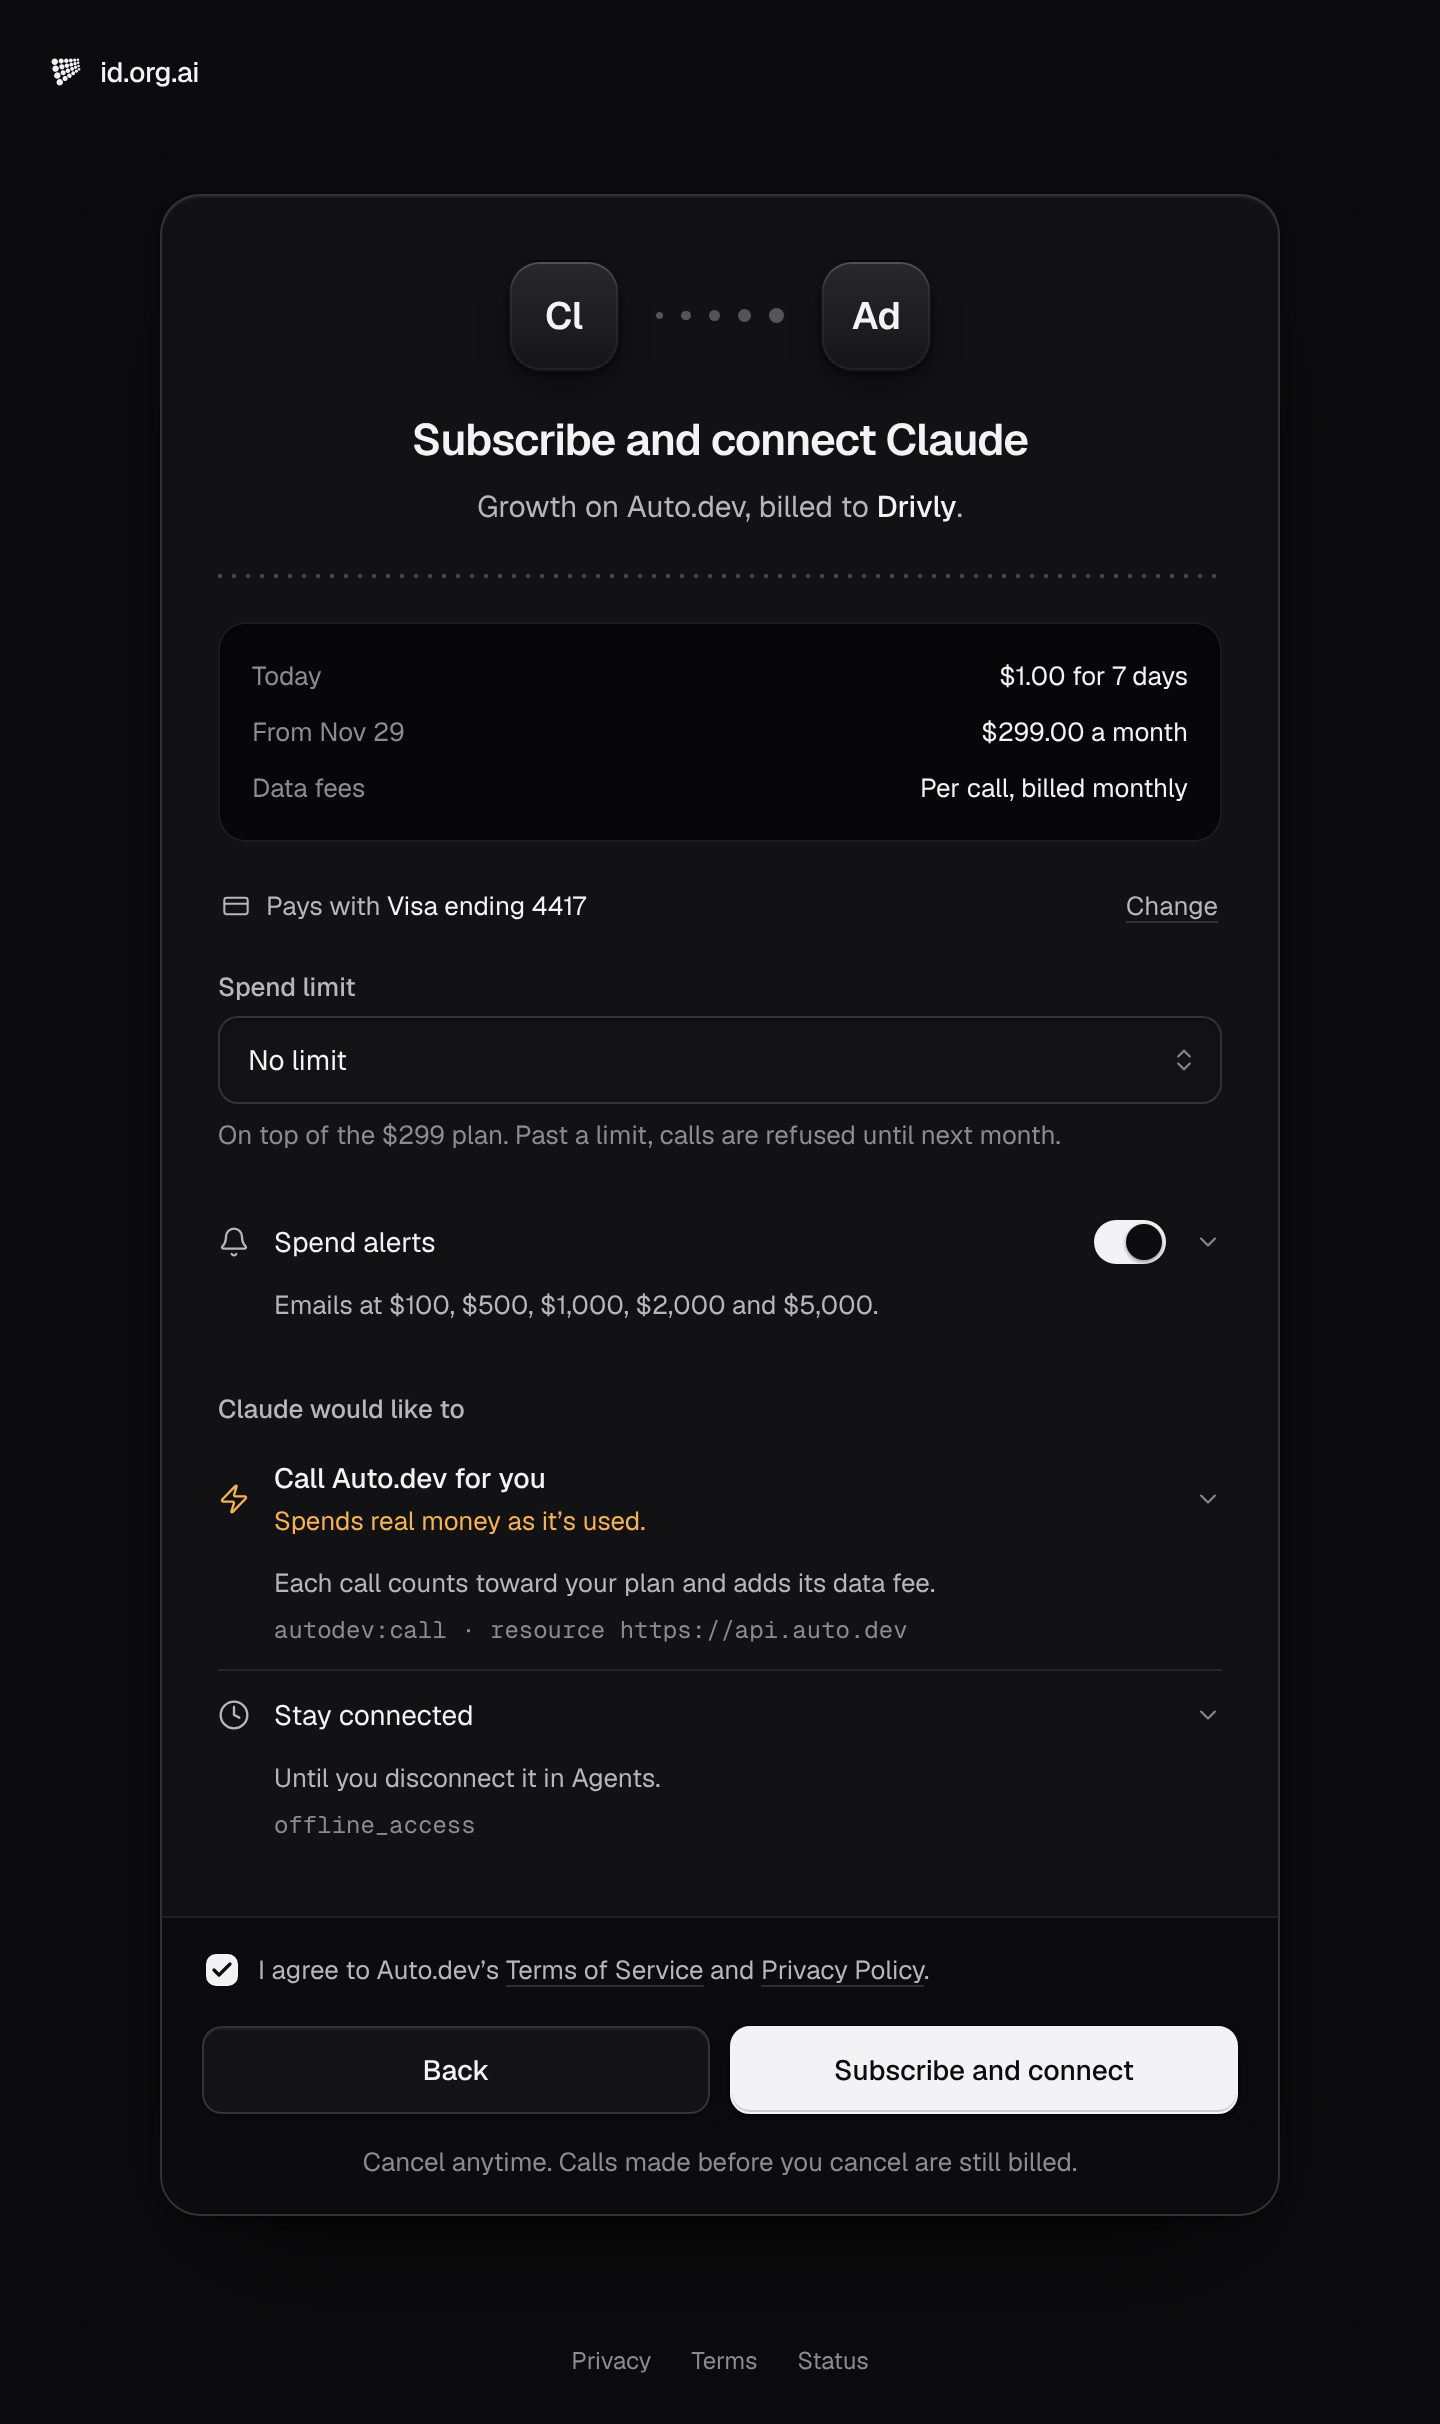 id.org.ai
Cl
Ad
Subscribe and connect Claude
Growth on Auto.dev, billed to Drivly.
Today
$1.00 for 7 days
From Nov 29
$299.00 a month
Data fees
Per call, billed monthly
Pays with Visa ending 4417
Change
Spend limit
No limit
On top of the $299 plan. Past a limit, calls are refused until next month.
Spend alerts
Emails at $100, $500, $1,000, $2,000 and $5,000.
Claude would like to
Call Auto.dev for you
Spends real money as it’s used.
Each call counts toward your plan and adds its data fee.
autodev:call · resource https://api.auto.dev
Stay connected
Until you disconnect it in Agents.
offline_access
I agree to Auto.dev’s Terms of Service and Privacy Policy.
Back
Subscribe and connect
Cancel anytime. Calls made before you cancel are still billed.
Privacy
Terms
Status